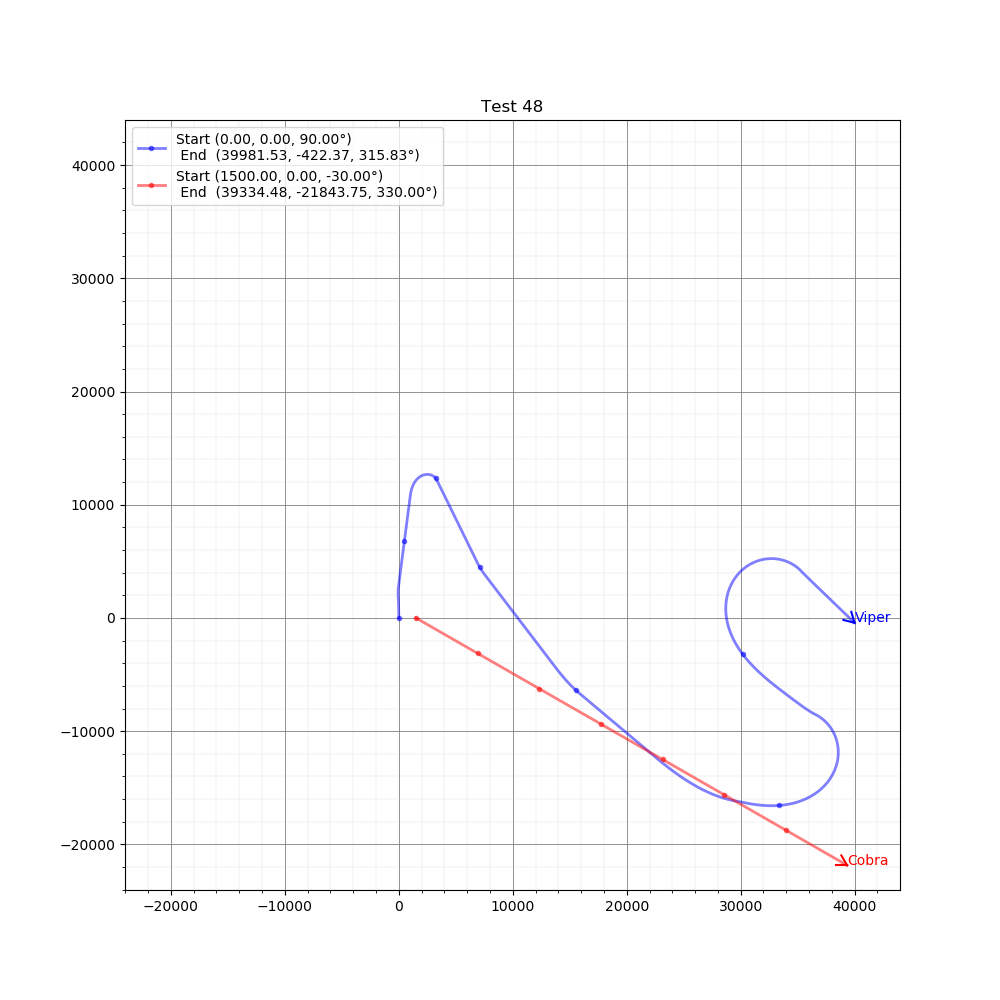 Test 48
Start (0.00, 0.00, 90.00°)
End  (39981.53, -422.37, 315.83°)
Start (1500.00, 0.00, -30.00°)
End  (39334.48, -21843.75, 330.00°)
40000
30000
20000
10000
0
−10000
−20000
Viper
Cobra
−20000 −10000 0 10000 20000 30000 40000